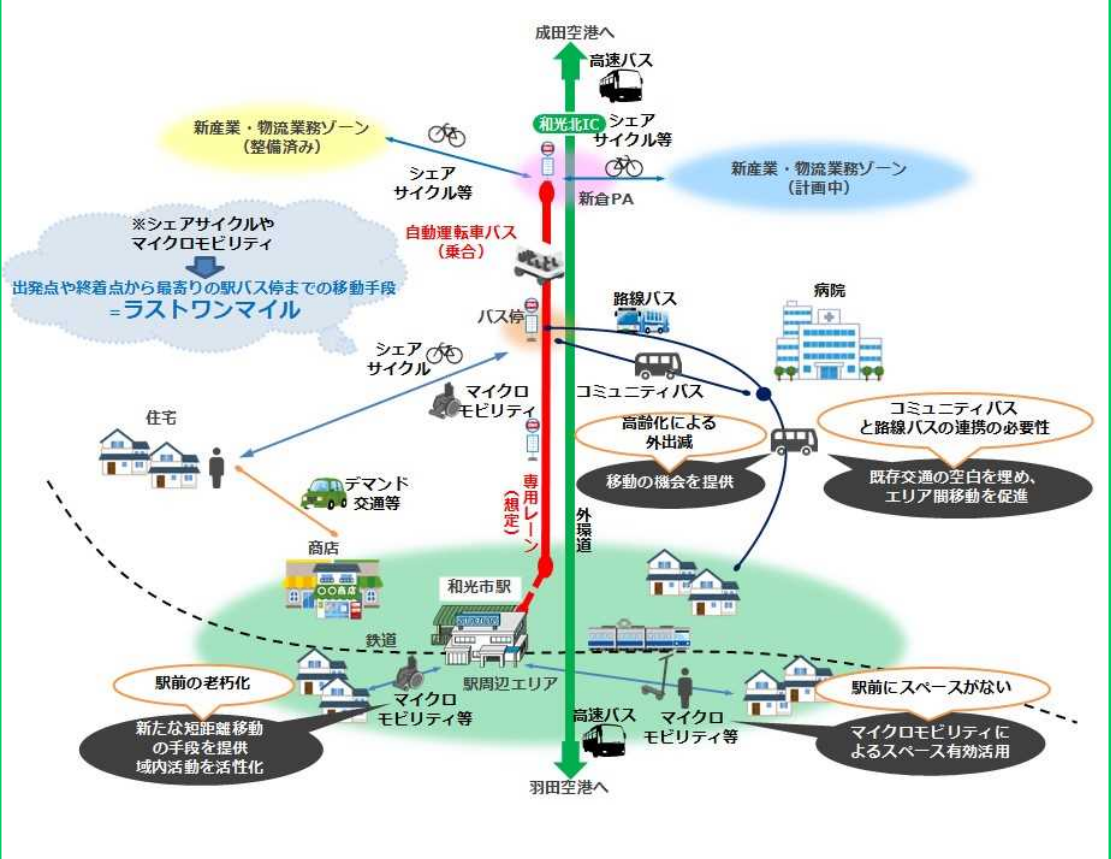 成田空港へ
高速バス
和光北IC
シェア
サイクル等
新産業・物流業務ゾーン
（整備済み）
シェア
サイクル等
新倉PA
新産業・物流業務ゾーン
（計画中）
※シェアサイクルや
マイクロモビリティ
出発点や終着点から最寄りの駅バス停までの移動手段
=ラストワンマイル
自動運転車バス
（乗合）
バス停
路線バス
病院
シェア
サイクル
マイクロ
モビリティ
コミュニティバス
住宅
高齢化による
外出減
移動の機会を提供
コミュニティバス
と路線バスの連携の必要性
既存交通の空白を埋め、
エリア間移動を促進
デマンド
交通等
専用レーン
（想定）
外環道
商店
〇〇商店
和光市駅
鉄道
駅周辺エリア
駅前の老朽化
新たな短距離移動
の手段を提供
域内活動を活性化
マイクロ
モビリティ等
高速バス
マイクロ
モビリティ等
駅前にスペースがない
マイクロモビリティに
よるスペース有効活用
羽田空港へ